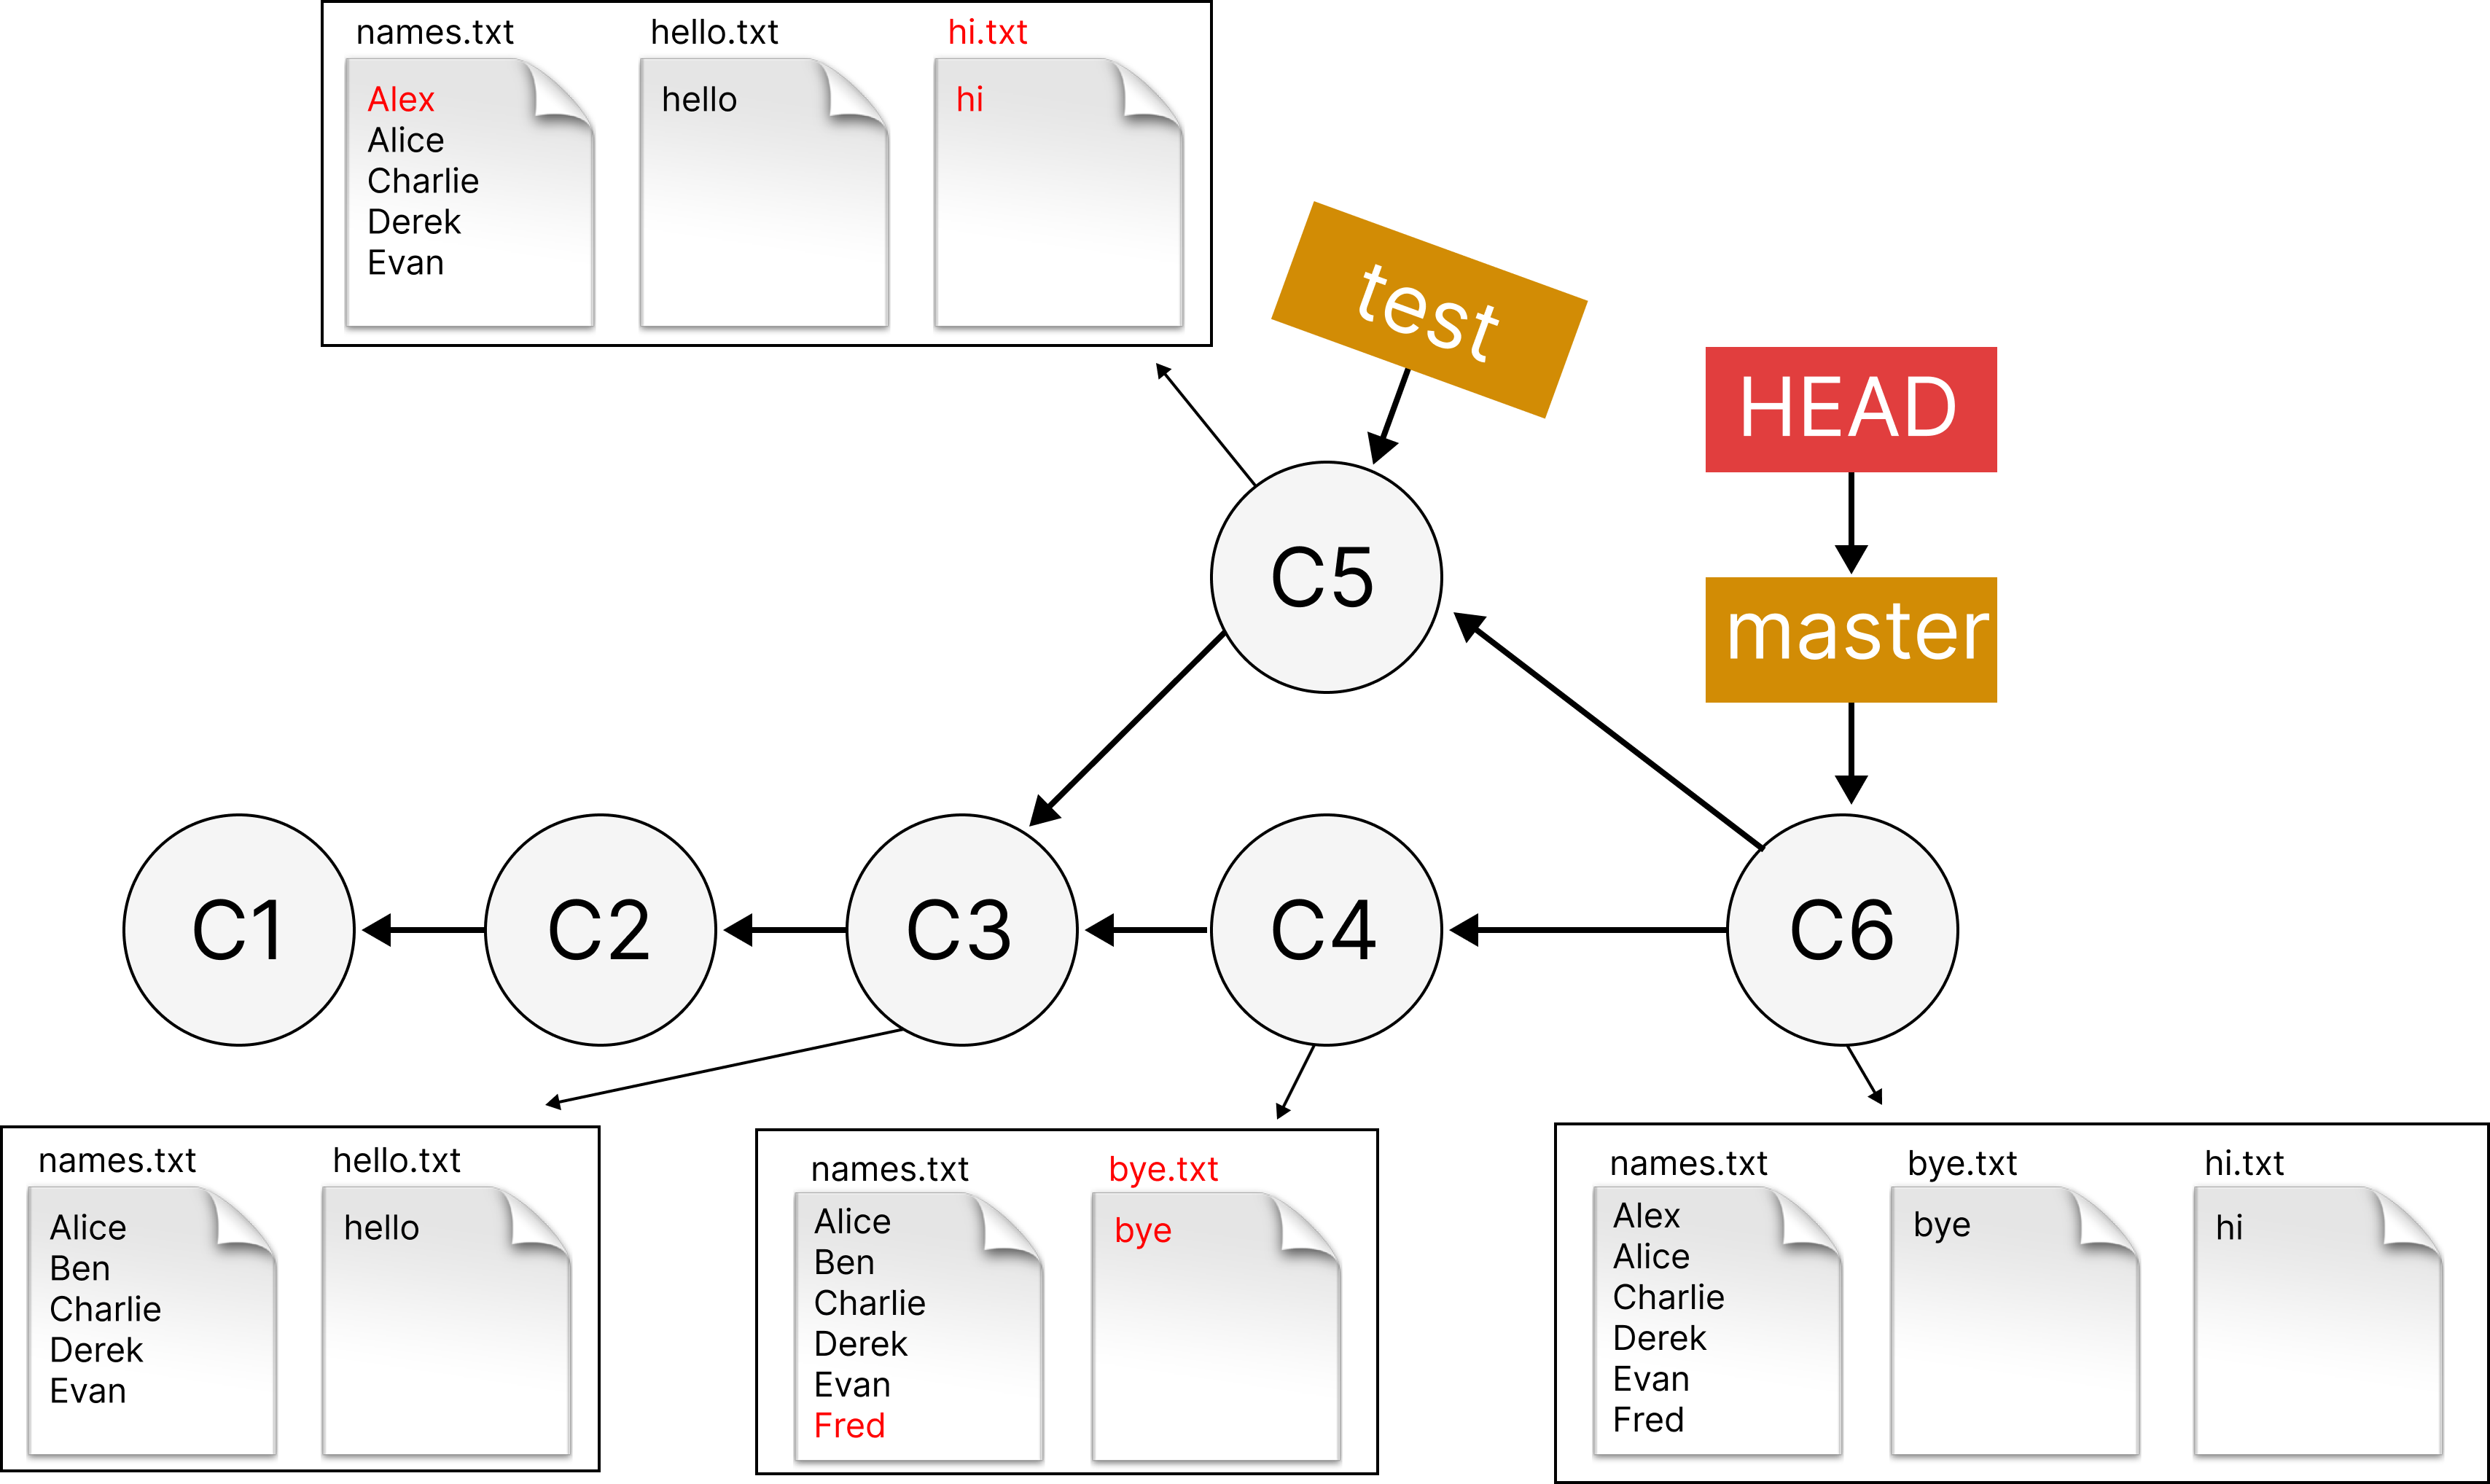 names.txt
hello.txt
hi.txt
Alex
Alice
Charlie
Derek
Evan
hello
hi
test
HEAD
master
C5
C1
C2
C3
C4
C6
names.txt
hello.txt
Alice
Ben
Charlie
Derek
Evan
hello
names.txt
bye.txt
Alice
Ben
Charlie
Derek
Evan
Fred
bye
names.txt
bye.txt
hi.txt
Alex
Alice
Charlie
Derek
Evan
Fred
bye
hi